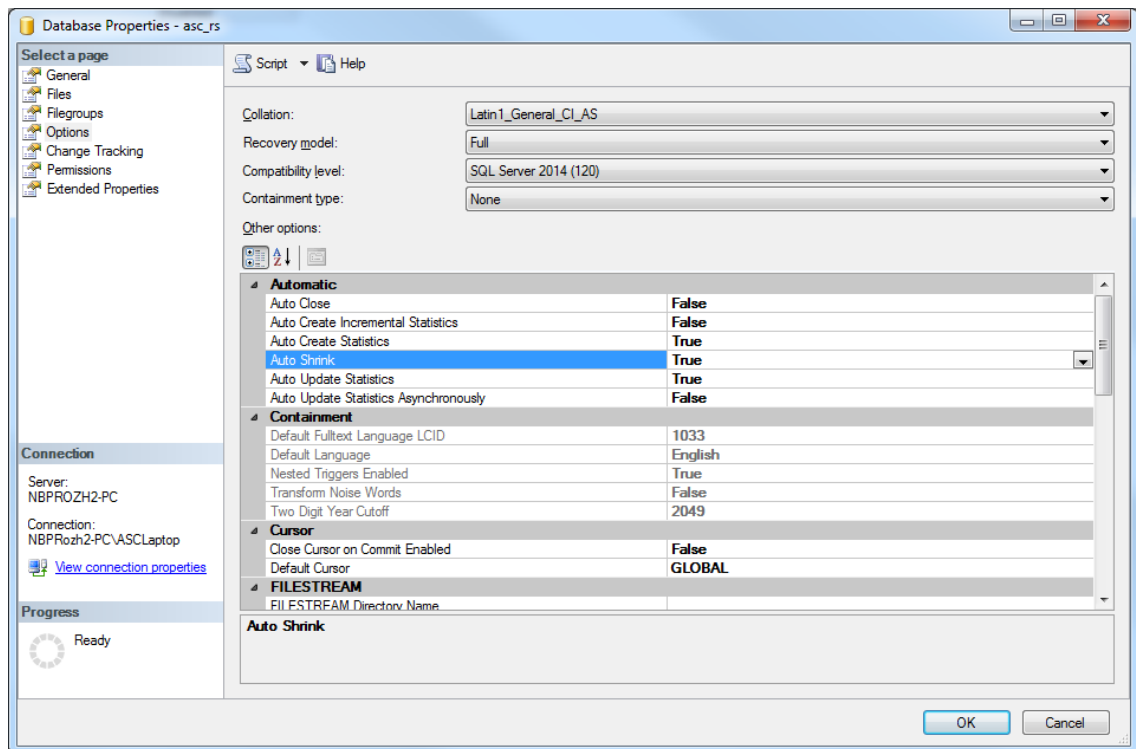 Database Properties - asc_rs
Select a page
General
Files
Filegroups
Options
Change Tracking
Permissions
Extended Properties
Connection
Server:
NBPROZH2-PC
Connection:
NBPRozh2-PC\ASCLaptop
View connection properties
Progress
Ready
Script Help
Collation: Latin1_General_CI_AS
Recovery model: Full
Compatibility level: SQL Server 2014 (120)
Containment type: None
Other options:
Automatic
Auto Close False
Auto Create Incremental Statistics False
Auto Create Statistics True
Auto Shrink True
Auto Update Statistics True
Auto Update Statistics Asynchronously False
Containment
Default Fulltext Language LCID 1033
Default Language English
Nested Triggers Enabled True
Transform Noise Words False
Two Digit Year Cutoff 2049
Cursor
Close Cursor on Commit Enabled False
Default Cursor GLOBAL
FILESTREAM
FILESTREAM Directory Name
Auto Shrink
OK Cancel